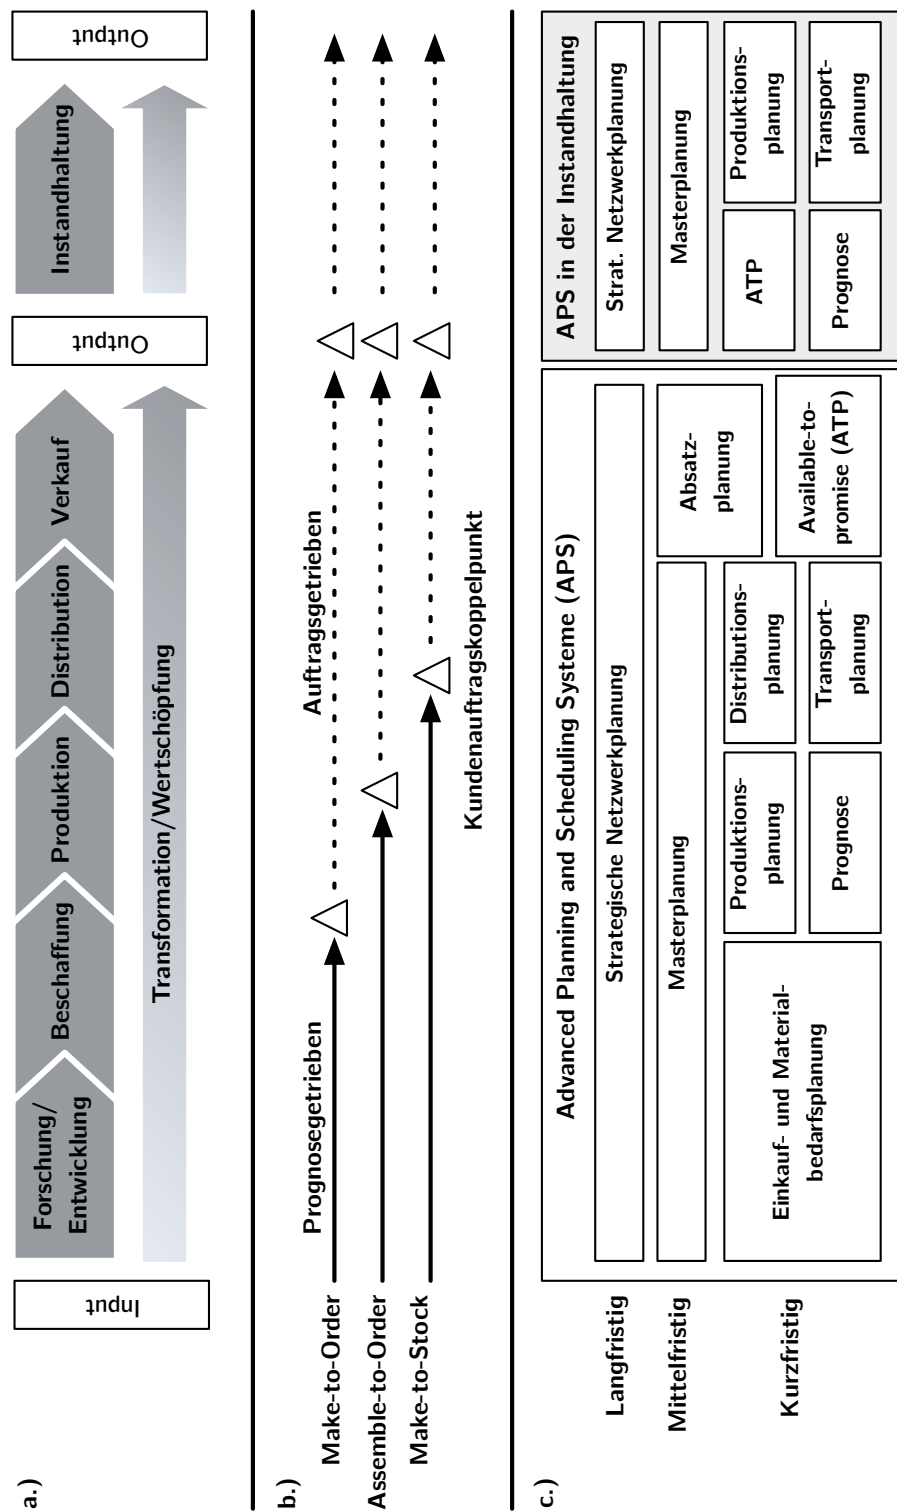 a.)
Input
Forschung/
Entwicklung
Beschaffung
Produktion
Distribution
Verkauf
Transformation/Wertschöpfung
Output
Instandhaltung
Output
b.)
Prognosegetrieben
Auftragsgetrieben
Make-to-Order
Assemble-to-Order
Make-to-Stock
Kundenauftragskoppelpunkt
c.)
Langfristig
Mittelfristig
Kurzfristig
Advanced Planning and Scheduling Systeme (APS)
Strategische Netzwerkplanung
Masterplanung
Absatz-
planung
Einkauf- und Material-
bedarfsplanung
Produktions-
planung
Distributions-
planung
Prognose
Transport-
planung
Available-to-
promise (ATP)
APS in der Instandhaltung
Strat. Netzwerkplanung
Masterplanung
ATP
Produktions-
planung
Prognose
Transport-
planung